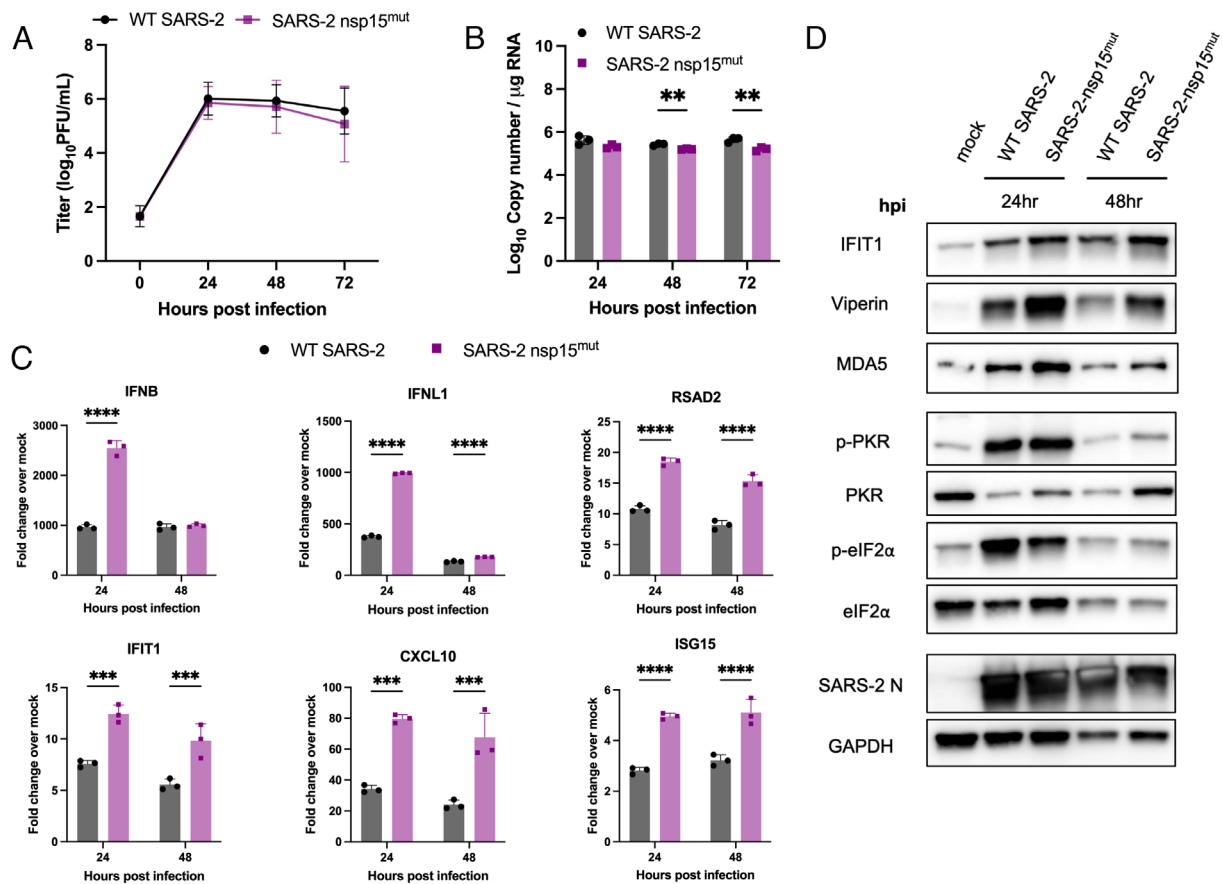 A
WT SARS-2
SARS-2 nsp15mut
Titer (log10PFU/mL)
8
6
4
2
0
0
24
48
72
Hours post infection
B
WT SARS-2
SARS-2 nsp15mut
Log10 Copy number / μg RNA
10
8
6
4
2
0
**
**
24
48
72
Hours post infection
C
WT SARS-2
SARS-2 nsp15mut
IFNB
Fold change over mock
3000
2000
1000
0
****
24
48
Hours post infection
IFNL1
Fold change over mock
1500
1000
500
0
****
****
24
48
Hours post infection
RSAD2
Fold change over mock
25
20
15
10
5
0
****
****
24
48
Hours post infection
IFIT1
Fold change over mock
15
10
5
0
***
***
24
48
Hours post infection
CXCL10
Fold change over mock
100
80
60
40
20
0
***
***
24
48
Hours post infection
ISG15
Fold change over mock
8
6
4
2
0
****
****
24
48
Hours post infection
D
mock
WT SARS-2
SARS-2-nsp15mut
WT SARS-2
SARS-2-nsp15mut
hpi
24hr
48hr
IFIT1
Viperin
MDA5
p-PKR
PKR
p-eIF2α
eIF2α
SARS-2 N
GAPDH